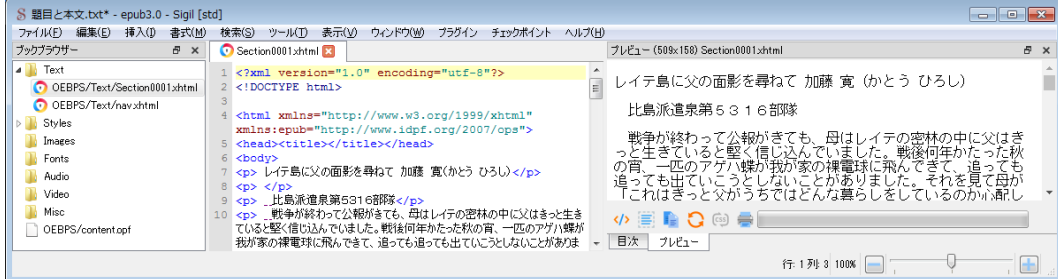 題目と本文.txt* - epub3.0 - Sigil [std]
ファイル(F) 編集(E) 挿入(I) 書式(M) 検索(S) ツール(T) 表示(V) ウィンドウ(W) プラグイン チェックポイント ヘルプ(H)
ブックブラウザー
Text
OEBPS/Text/Section0001.xhtml
OEBPS/Text/nav.xhtml
Styles
Images
Fonts
Audio
Video
Misc
OEBPS/content.opf
Section0001.xhtml
1 <?xml version="1.0" encoding="utf-8"?>
2 <!DOCTYPE html>
3
4 <html xmlns="http://www.w3.org/1999/xhtml"
xmlns:epub="http://www.idpf.org/2007/ops">
5 <head><title></title></head>
6 <body>
7 <p> レイテ島に父の面影を尋ねて 加藤 寛(かとう ひろし)</p>
8 <p> </p>
9 <p> _比島派遣泉第5316部隊</p>
10 <p> _戦争が終わって公報がきても、母はレイテの密林の中に父はきっと生き
ていると堅く信じ込んでいました。戦後何年かたった秋の宵、一匹のアゲハ蝶が
我が家の裸電球に飛んできて、追っても追っても出ていこうとしないことがありま
プレビュー (509x158) Section0001.xhtml
レイテ島に父の面影を尋ねて 加藤 寛（かとう ひろし）
比島派遣泉第５３１６部隊
戦争が終わって公報がきても、母はレイテの密林の中に父はき
っと生きていると堅く信じ込んでいました。戦後何年かたった秋
の宵、一匹のアゲハ蝶が我が家の裸電球に飛んできて、追っても
追っても出ていこうとしないことがありました。それを見て母が
「これはきっと父がうちではどんな暮らしをしているのか心配し
目次 プレビュー
行: 1 列: 3 100%